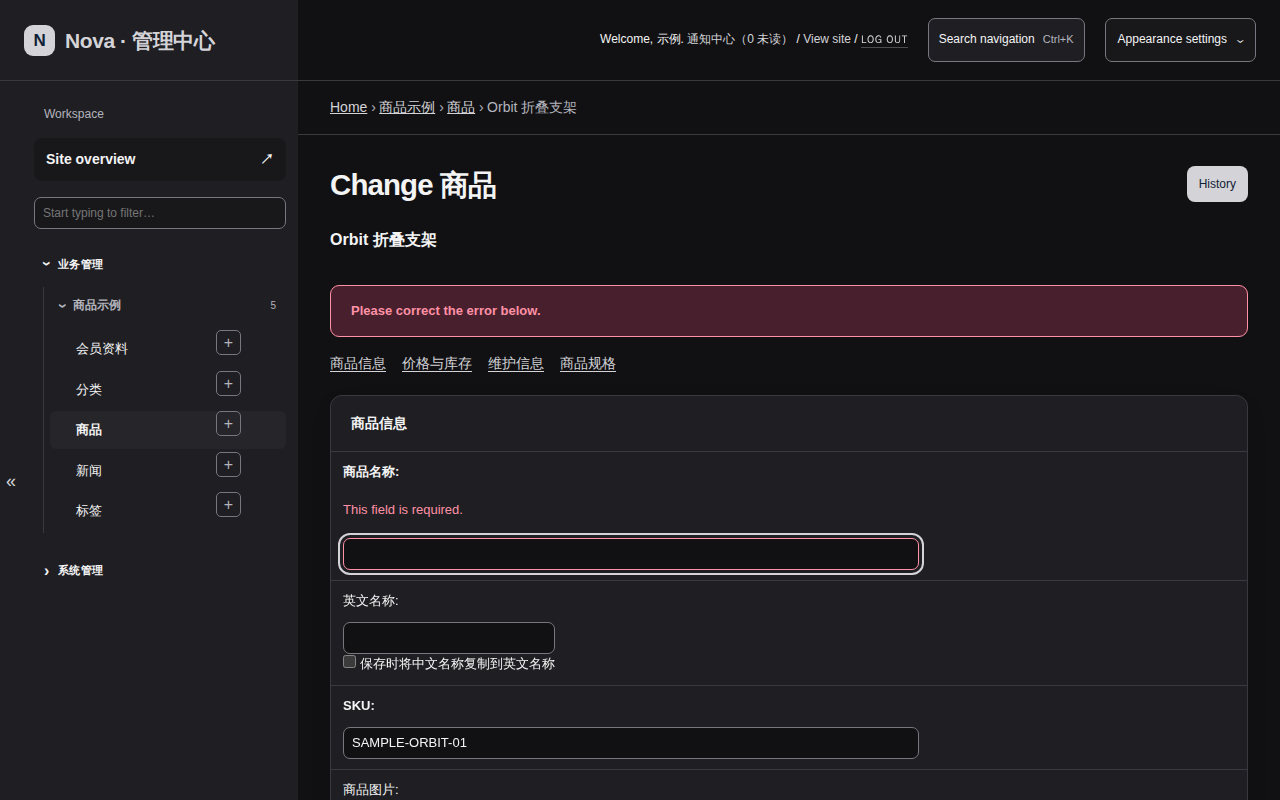 N Nova · 管理中心
Welcome, 示例. 通知中心（0 未读） / View site / LOG OUT
Search navigation Ctrl+K
Appearance settings
Workspace
Site overview ↗
Start typing to filter…
业务管理
商品示例 5
会员资料 +
分类 +
商品 +
新闻 +
标签 +
系统管理
«
Home › 商品示例 › 商品 › Orbit 折叠支架
Change 商品
History
Orbit 折叠支架
Please correct the error below.
商品信息 价格与库存 维护信息 商品规格
商品信息
商品名称:
This field is required.
英文名称:
保存时将中文名称复制到英文名称
SKU:
SAMPLE-ORBIT-01
商品图片: